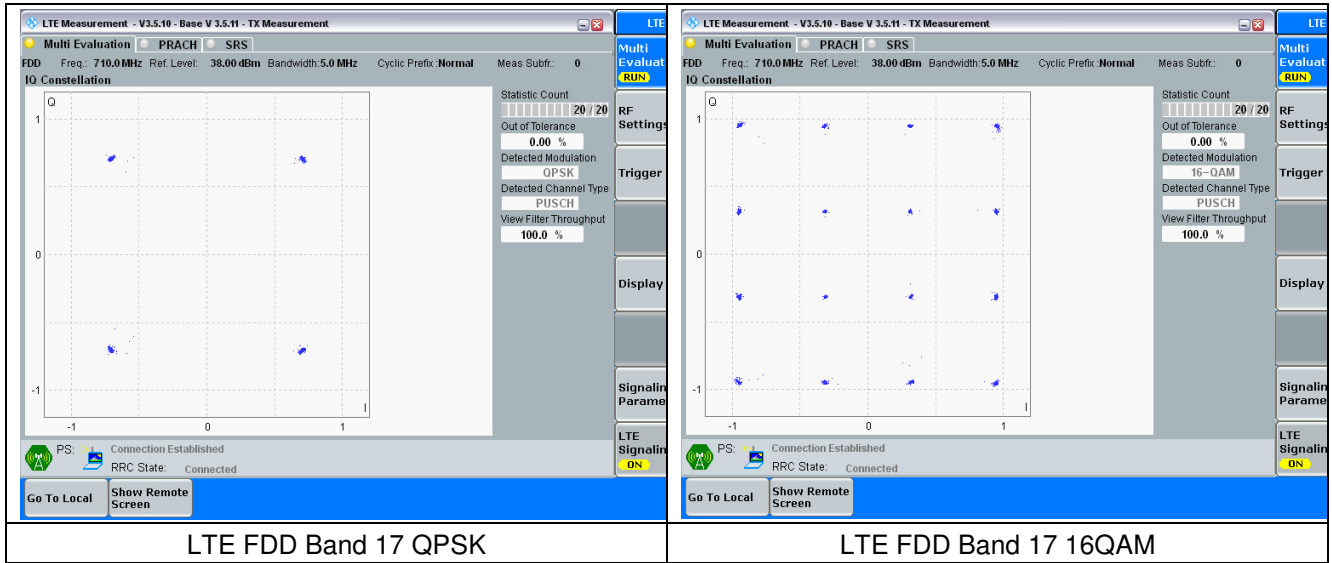 LTE Measurement - V3.5.10 - Base V 3.5.11 - TX Measurement
LTE
Multi Evaluation PRACH SRS
Multi
Evaluat
RUN
FDD Freq.: 710.0 MHz Ref. Level: 38.00 dBm Bandwidth:5.0 MHz Cyclic Prefix :Normal Meas Subfr.: 0
IQ Constellation
Statistic Count
20 / 20
Out of Tolerance
0.00 %
Detected Modulation
QPSK
Detected Channel Type
PUSCH
View Filter Throughput
100.0 %
Q
1
0
-1
I
-1 0 1
RF
Settings
Trigger
Display
Signalin
Parame
LTE
Signalin
ON
PS: Connection Established
RRC State: Connected
Go To Local
Show Remote
Screen
LTE FDD Band 17 QPSK
LTE Measurement - V3.5.10 - Base V 3.5.11 - TX Measurement
LTE
Multi Evaluation PRACH SRS
Multi
Evaluat
RUN
FDD Freq.: 710.0 MHz Ref. Level: 38.00 dBm Bandwidth:5.0 MHz Cyclic Prefix :Normal Meas Subfr.: 0
IQ Constellation
Statistic Count
20 / 20
Out of Tolerance
0.00 %
Detected Modulation
16-QAM
Detected Channel Type
PUSCH
View Filter Throughput
100.0 %
Q
1
0
-1
I
-1 0 1
RF
Settings
Trigger
Display
Signalin
Parame
LTE
Signalin
ON
PS: Connection Established
RRC State: Connected
Go To Local
Show Remote
Screen
LTE FDD Band 17 16QAM